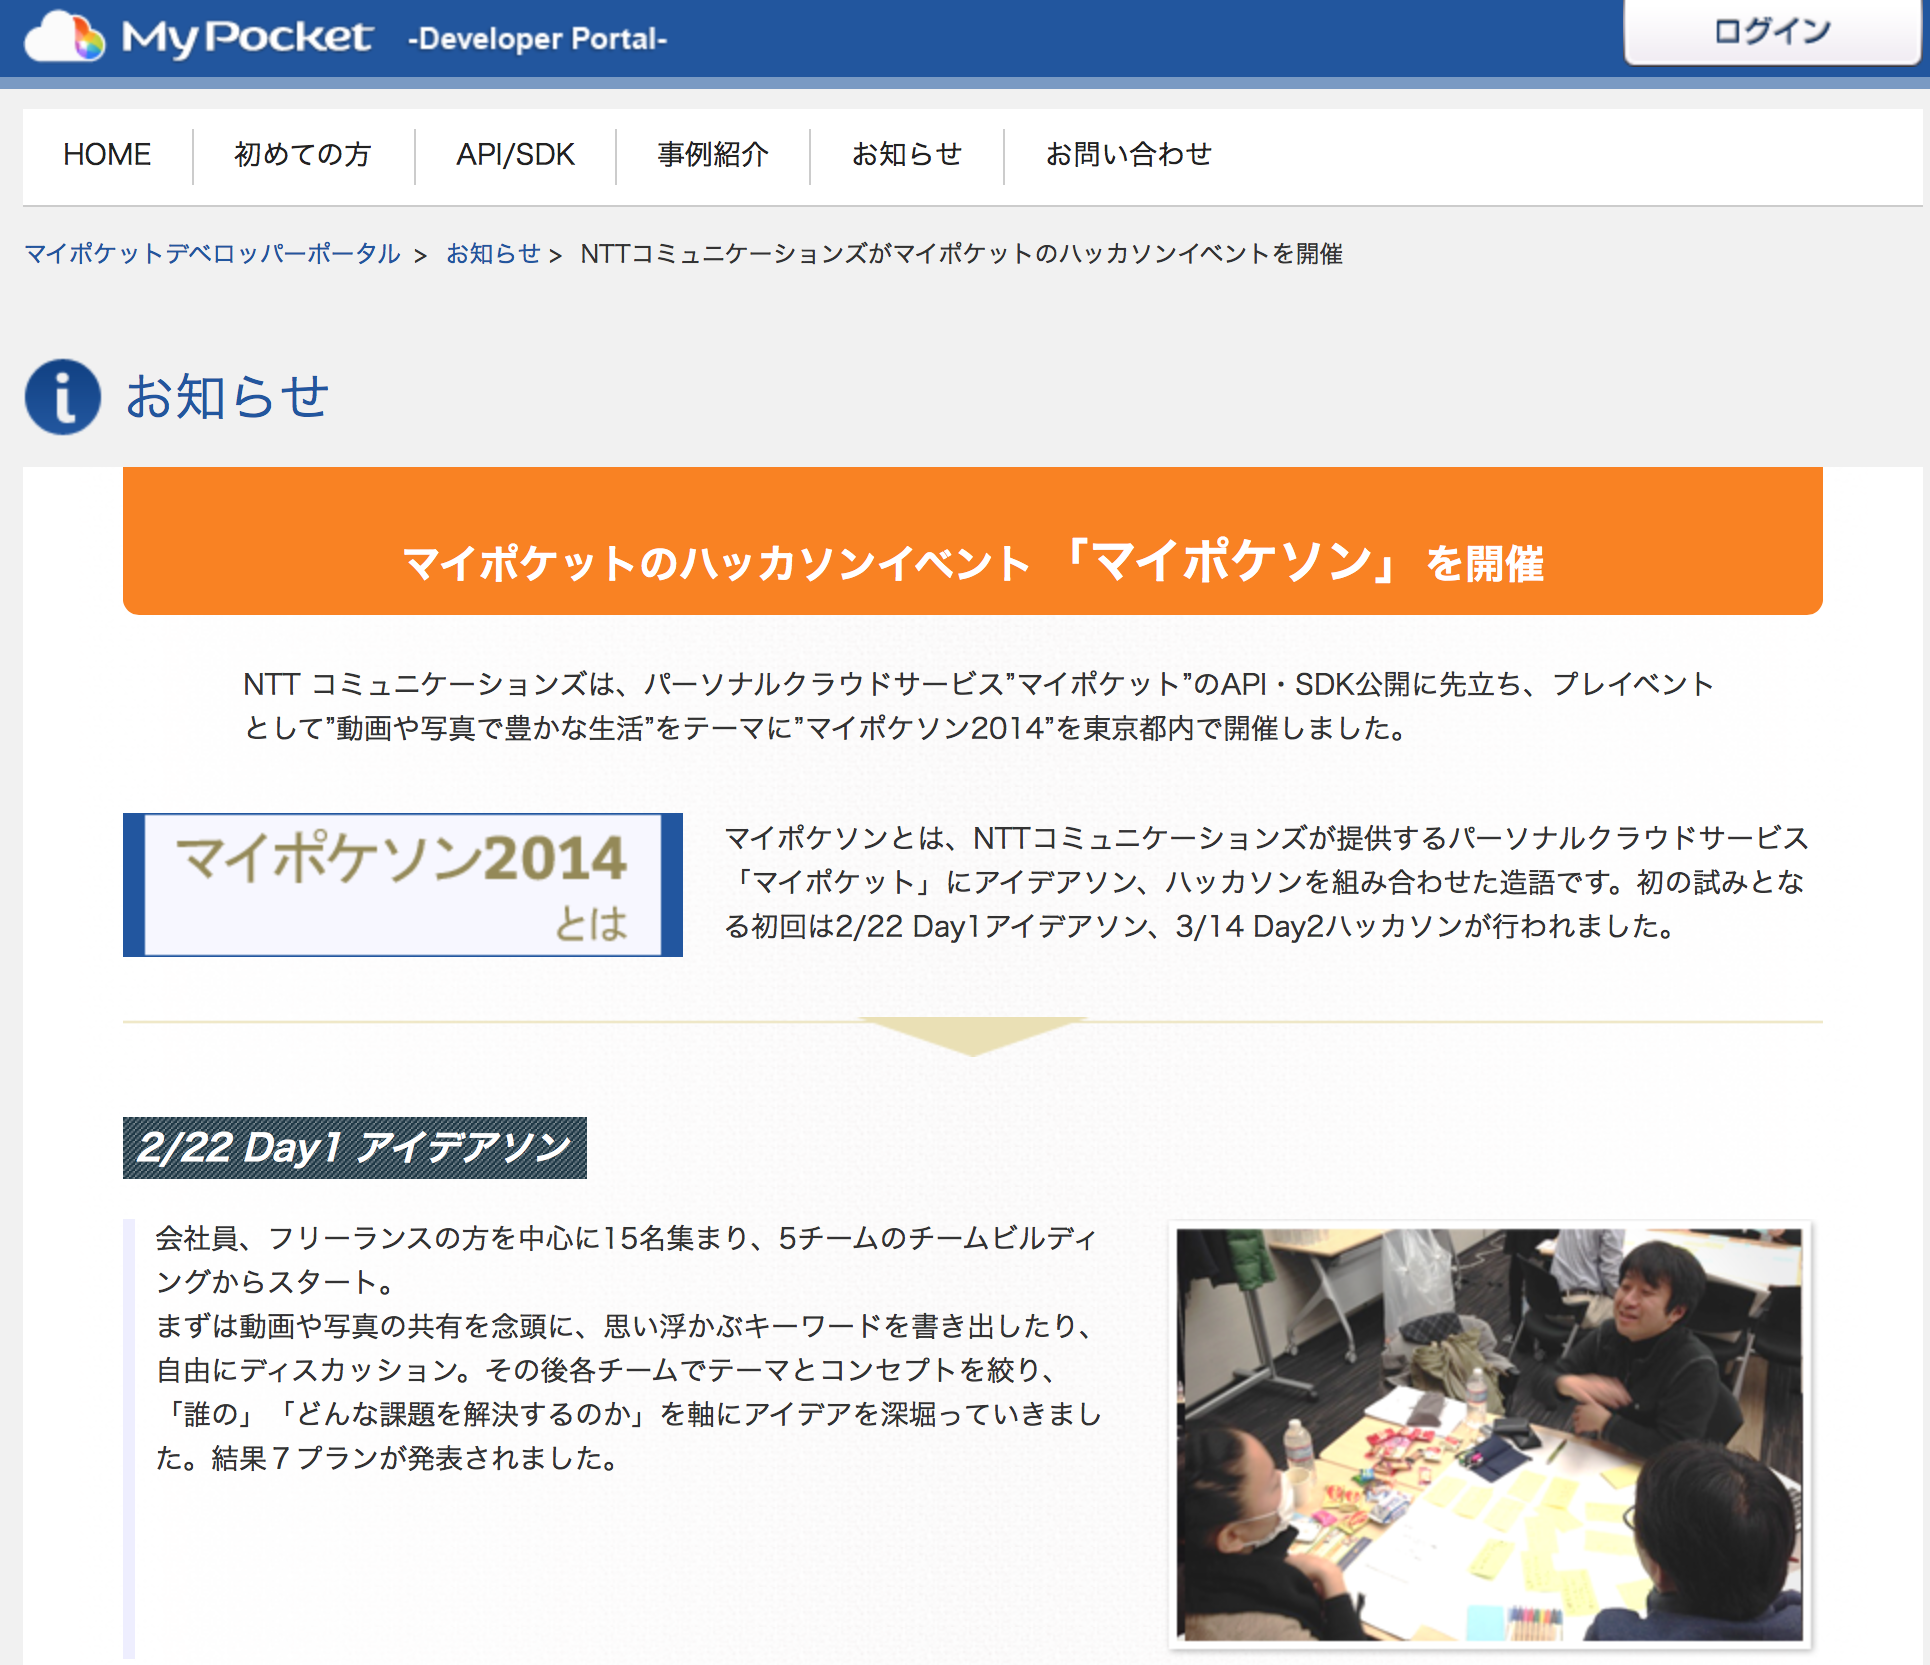 MyPocket -Developer Portal-
ログイン
HOME
初めての方
API/SDK
事例紹介
お知らせ
お問い合わせ
マイポケットデベロッパーポータル > お知らせ > NTTコミュニケーションズがマイポケットのハッカソンイベントを開催
お知らせ
マイポケットのハッカソンイベント 「マイポケソン」 を開催
NTT コミュニケーションズは、パーソナルクラウドサービス”マイポケット”のAPI・SDK公開に先立ち、プレイベント
として”動画や写真で豊かな生活”をテーマに”マイポケソン2014”を東京都内で開催しました。
マイポケソン2014
とは
マイポケソンとは、NTTコミュニケーションズが提供するパーソナルクラウドサービス
「マイポケット」にアイデアソン、ハッカソンを組み合わせた造語です。初の試みとな
る初回は2/22 Day1アイデアソン、3/14 Day2ハッカソンが行われました。
2/22 Day1 アイデアソン
会社員、フリーランスの方を中心に15名集まり、5チームのチームビルディ
ングからスタート。
まずは動画や写真の共有を念頭に、思い浮かぶキーワードを書き出したり、
自由にディスカッション。その後各チームでテーマとコンセプトを絞り、
「誰の」「どんな課題を解決するのか」を軸にアイデアを深堀っていきまし
た。結果７プランが発表されました。